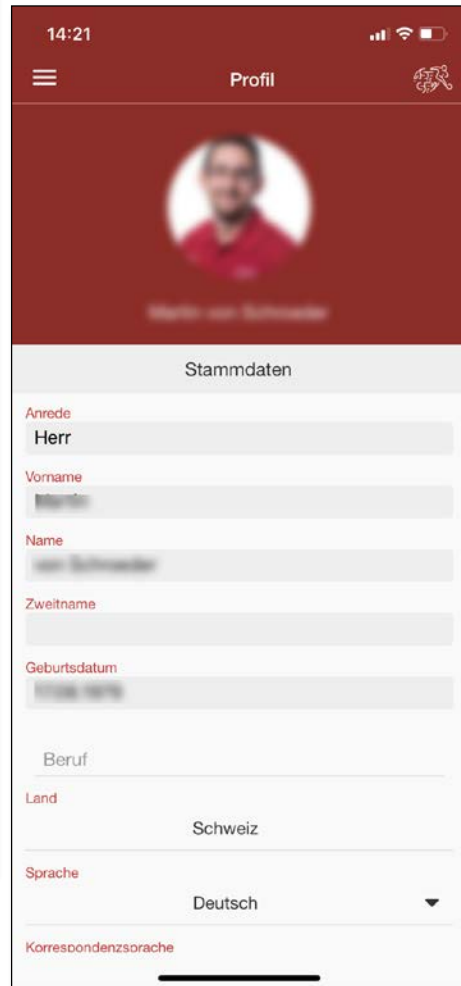 14:21
Profil
Stammdaten
Anrede
Herr
Vorname
Name
Zweitname
Geburtsdatum
Beruf
Land
Schweiz
Sprache
Deutsch
Korrespondenzsprache